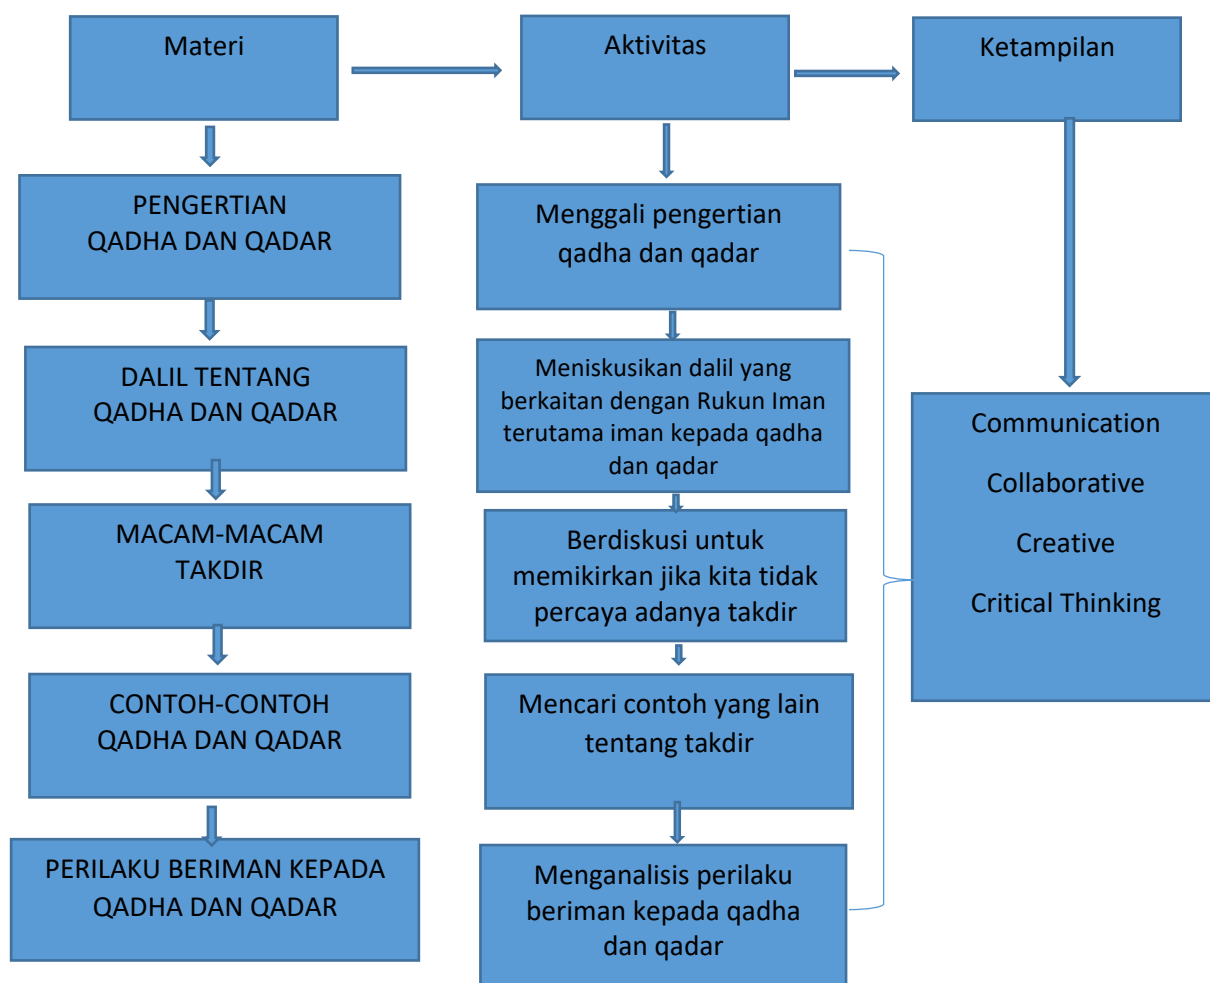 Materi
Aktivitas
Ketampilan
PENGERTIAN
QADHA DAN QADAR
DALIL TENTANG
QADHA DAN QADAR
MACAM-MACAM
TAKDIR
CONTOH-CONTOH
QADHA DAN QADAR
PERILAKU BERIMAN KEPADA
QADHA DAN QADAR
Menggali pengertian
qadha dan qadar
Meniskusikan dalil yang
berkaitan dengan Rukun Iman
terutama iman kepada qadha
dan qadar
Berdiskusi untuk
memikirkan jika kita tidak
percaya adanya takdir
Mencari contoh yang lain
tentang takdir
Menganalisis perilaku
beriman kepada qadha
dan qadar
Communication
Collaborative
Creative
Critical Thinking